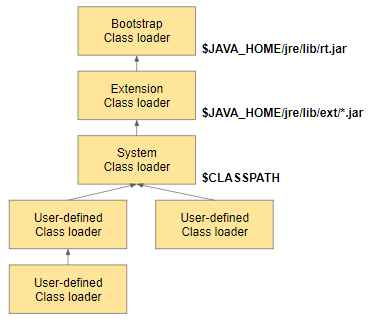 Bootstrap
Class loader
$JAVA_HOME/jre/lib/rt.jar
Extension
Class loader
$JAVA_HOME/jre/lib/ext/*.jar
System
Class loader
$CLASSPATH
User-defined
Class loader
User-defined
Class loader
User-defined
Class loader